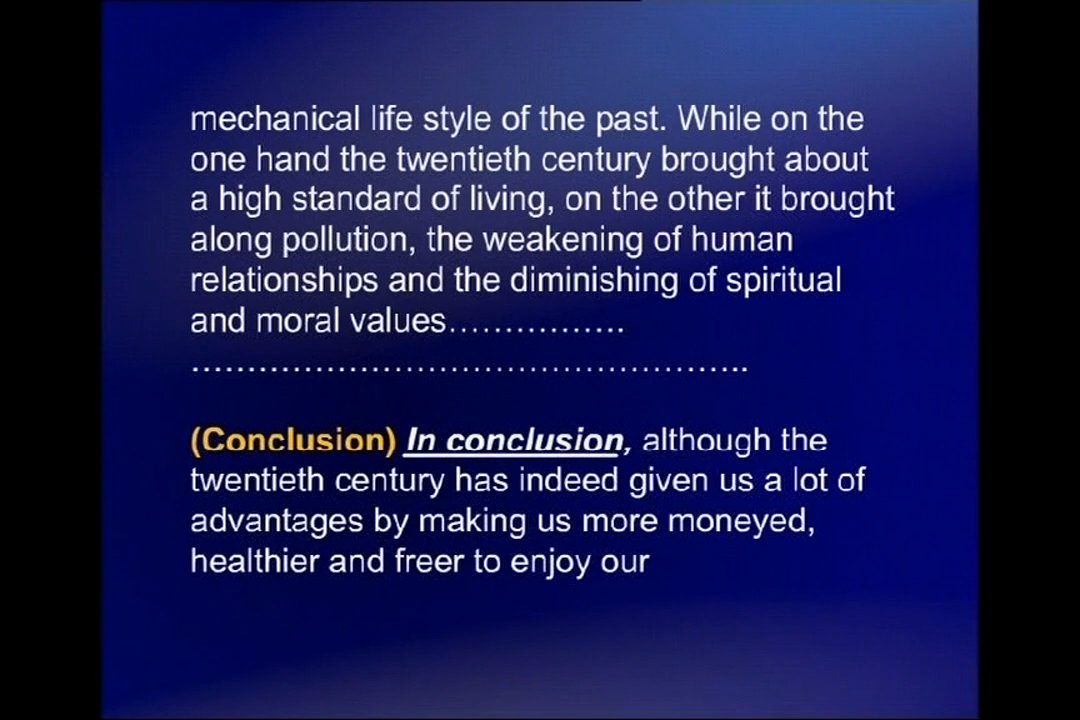 mechanical life style of the past. While on the
one hand the twentieth century brought about
a high standard of living, on the other it brought
along pollution, the weakening of human
relationships and the diminishing of spiritual
and moral values................
..................................................
(Conclusion) In conclusion, although the
twentieth century has indeed given us a lot of
advantages by making us more moneyed,
healthier and freer to enjoy our